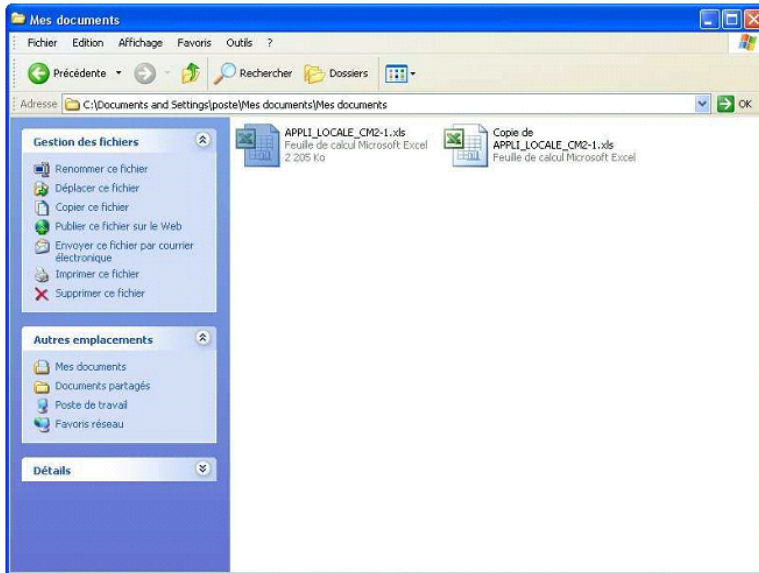 Mes documents
Fichier Edition Affichage Favoris Outils ?
Précédente Rechercher Dossiers
Adresse C:\Documents and Settings\poste\Mes documents\Mes documents OK
Gestion des fichiers
Renommer ce fichier
Déplacer ce fichier
Copier ce fichier
Publier ce fichier sur le Web
Envoyer ce fichier par courrier
électronique
Imprimer ce fichier
Supprimer ce fichier
Autres emplacements
Mes documents
Documents partagés
Poste de travail
Favoris réseau
Détails
APPLI_LOCALE_CM2-1.xls
Feuille de calcul Microsoft Excel
2 205 Ko
Copie de
APPLI_LOCALE_CM2-1.xls
Feuille de calcul Microsoft Excel